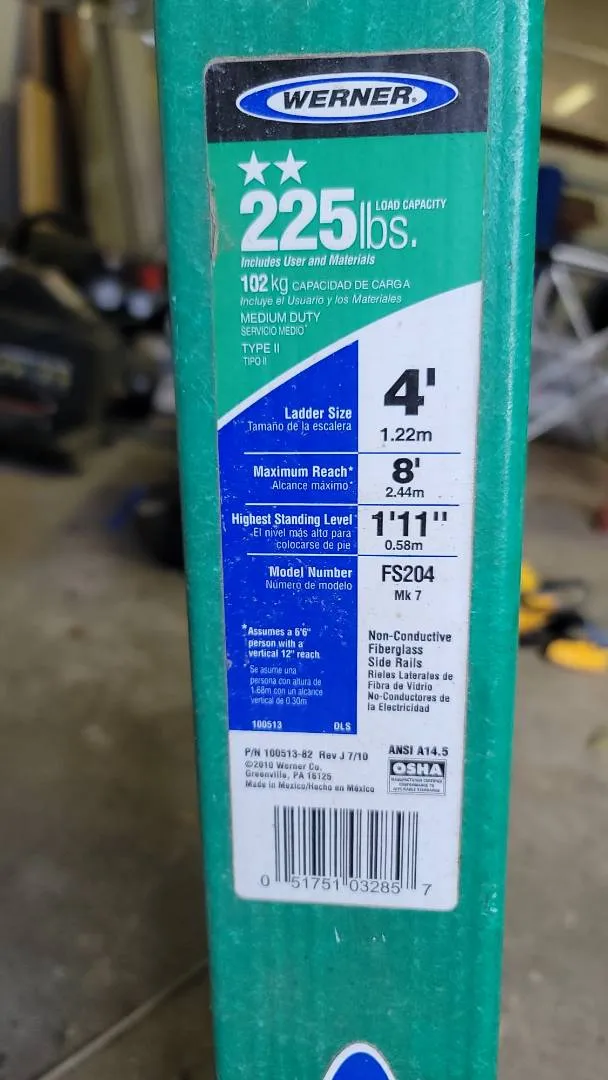 WERNER
225 lbs.
LOAD CAPACITY
Includes User and Materials
102 kg CAPACIDAD DE CARGA
Incluye el Usuario y los Materiales
MEDIUM DUTY
SERVICIO MEDIO
TYPE II
TIPO II
Ladder Size
Tamaño de la escalera
4'
1.22m
Maximum Reach*
Alcance máximo*
8'
2.44m
Highest Standing Level
El nivel más alto para
colocarse de pie
1'11"
0.58m
Model Number
Número de modelo
FS204
Mk 7
*Assumes a 5'6"
person with a
vertical 12" reach
Se asume una
persona con altura de
1.68m con un alcance
vertical de 0.30m
100513 DLS
Non-Conductive
Fiberglass
Side Rails
Rieles Laterales de
Fibra de Vidrio
No-Conductores de
la Electricidad
P/N 100513-82 Rev J 7/10
©2010 Werner Co.
Greenville, PA 16125
Made in Mexico/Hecho en México
ANSI A14.5
OSHA
0 51751 03285 7